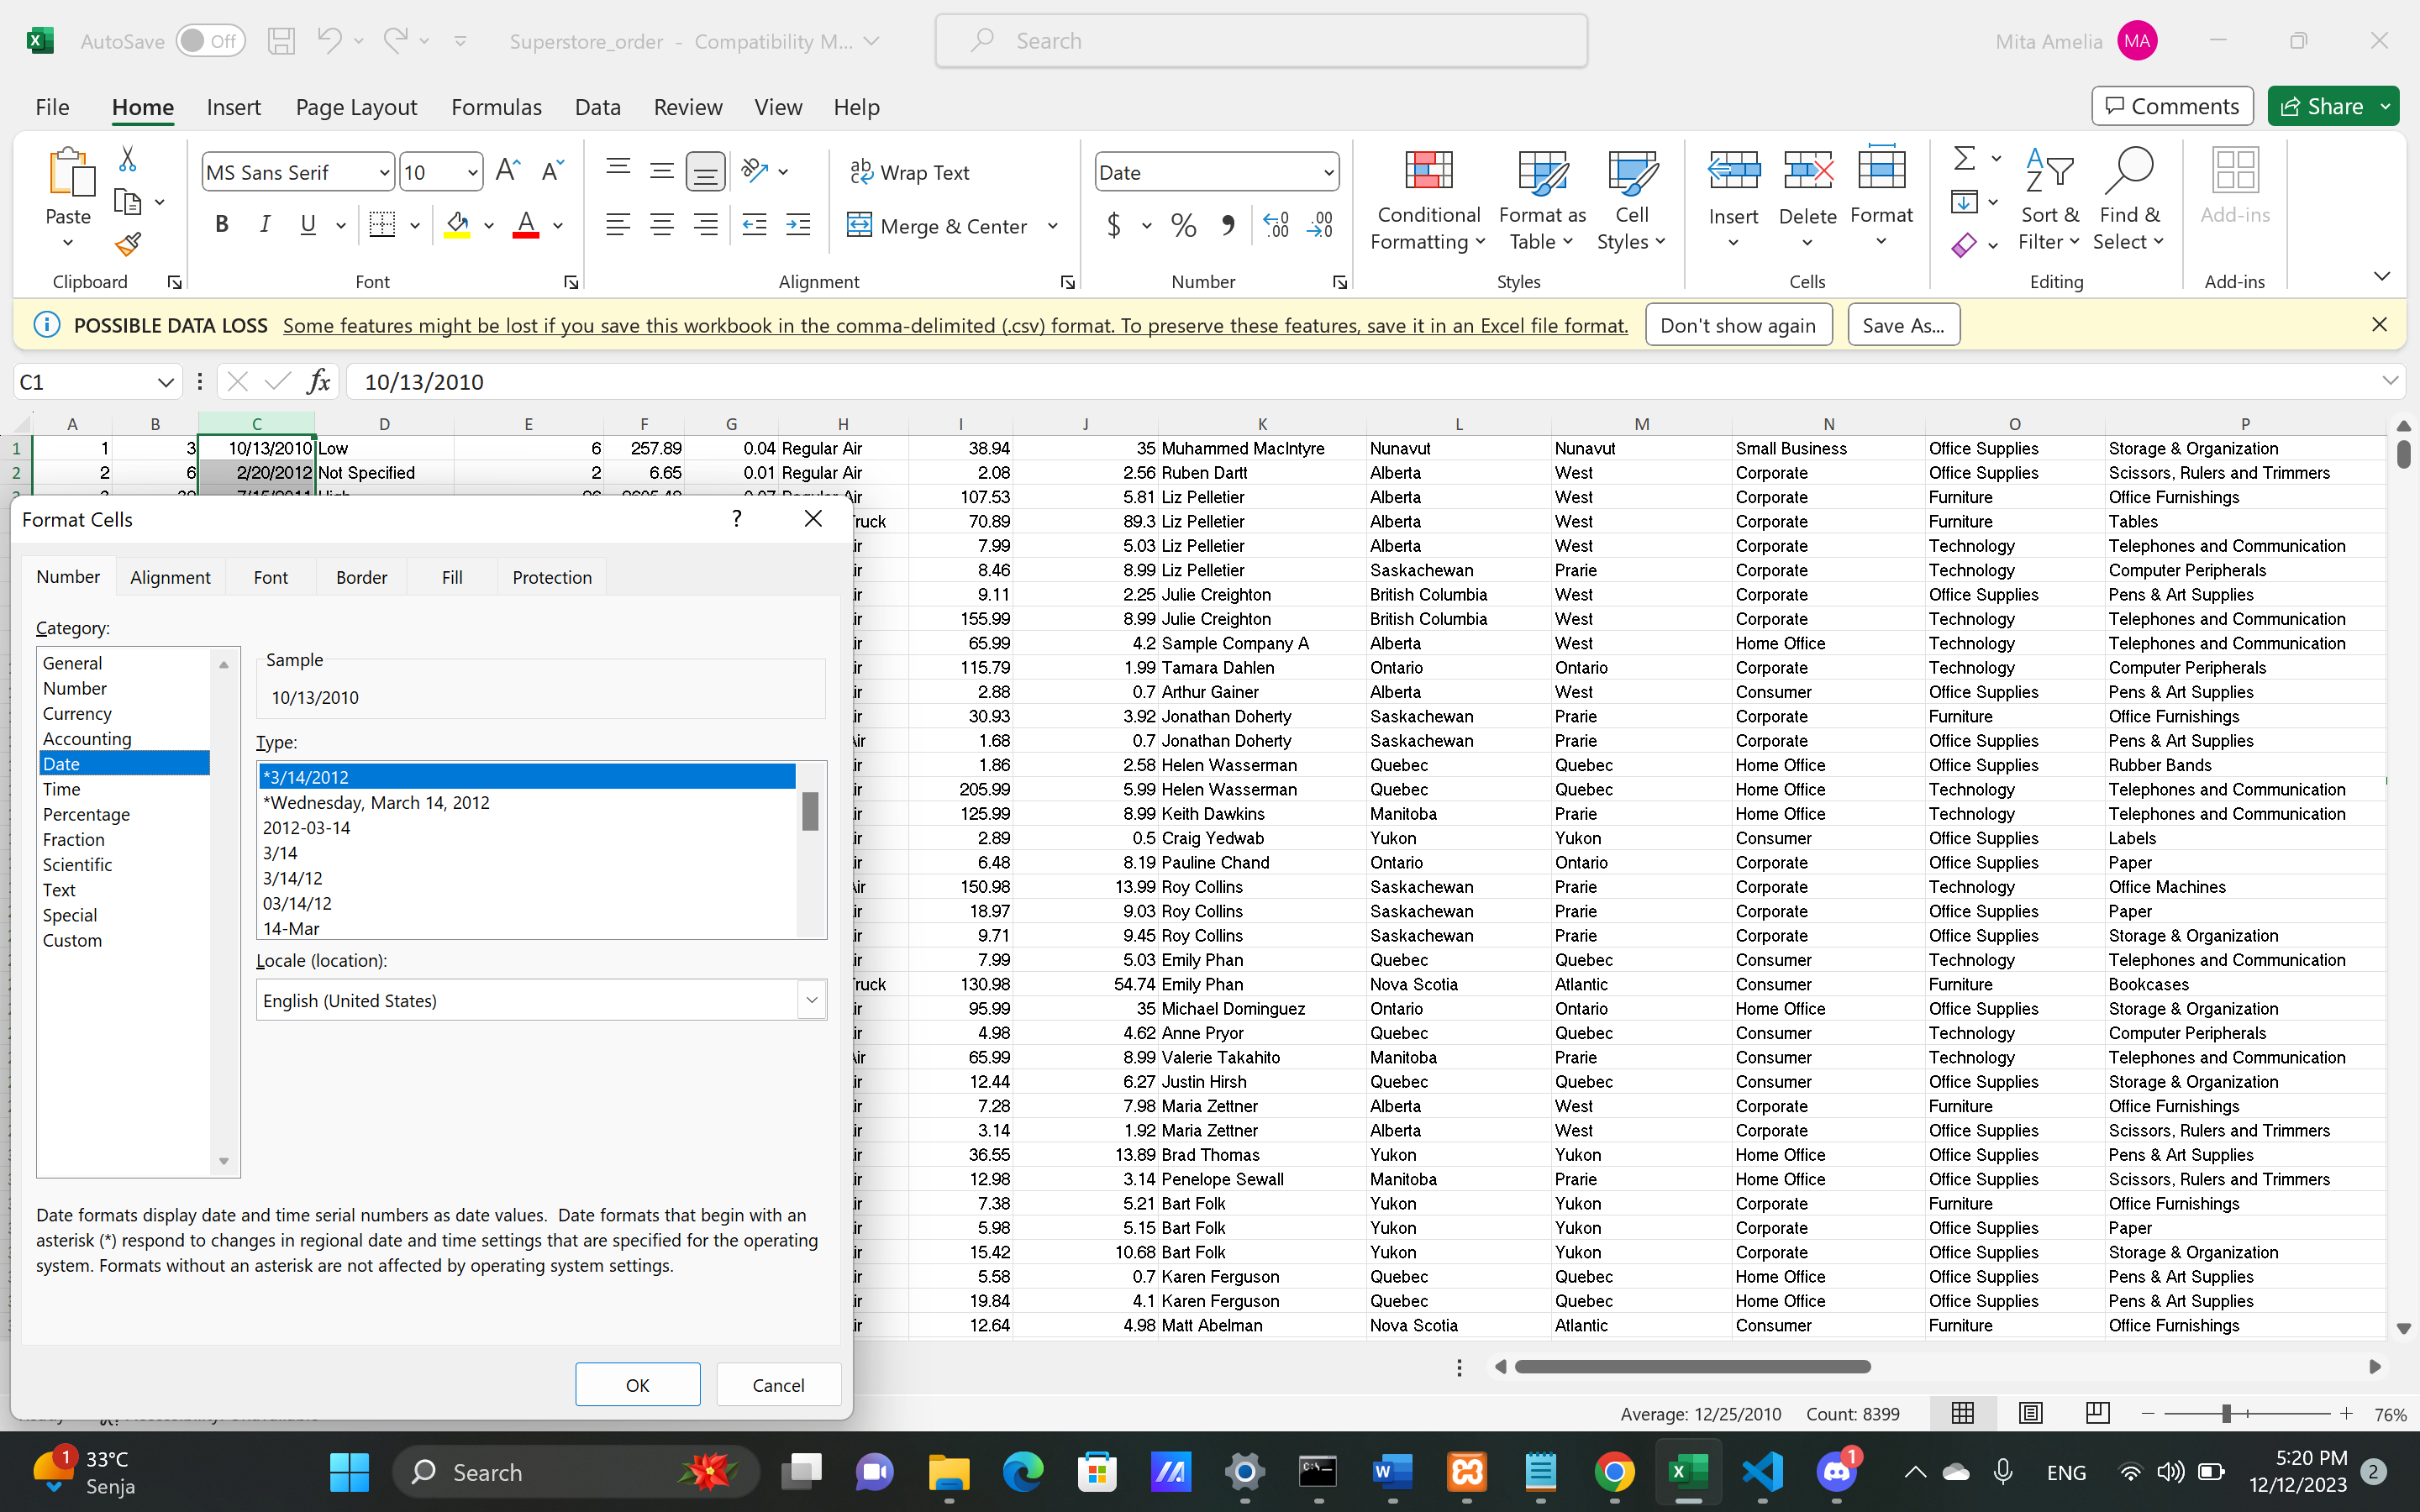 AutoSave Off Superstore_order - Compatibility M... Search Mita Amelia MA
File Home Insert Page Layout Formulas Data Review View Help Comments Share
Paste MS Sans Serif 10 Wrap Text Date Conditional Formatting Format as Table Cell Styles Insert Delete Format Sort & Filter Find & Select Add-ins
B I U Merge & Center $ %
Clipboard Font Alignment Number Styles Cells Editing Add-ins
POSSIBLE DATA LOSS Some features might be lost if you save this workbook in the comma-delimited (.csv) format. To preserve these features, save it in an Excel file format. Don't show again Save As...
C1 fx 10/13/2010
A B C D E F G H I J K L M N O P
1 1 3 10/13/2010 Low 6 257.89 0.04 Regular Air 38.94 35 Muhammed MacIntyre Nunavut Nunavut Small Business Office Supplies Storage & Organization
2 2 6 2/20/2012 Not Specified 2 6.65 0.01 Regular Air 2.08 2.56 Ruben Dartt Alberta West Corporate Office Supplies Scissors, Rulers and Trimmers
107.53 5.81 Liz Pelletier Alberta West Corporate Furniture Office Furnishings
70.89 89.3 Liz Pelletier Alberta West Corporate Furniture Tables
7.99 5.03 Liz Pelletier Alberta West Corporate Technology Telephones and Communication
8.46 8.99 Liz Pelletier Saskachewan Prarie Corporate Technology Computer Peripherals
9.11 2.25 Julie Creighton British Columbia West Corporate Office Supplies Pens & Art Supplies
155.99 8.99 Julie Creighton British Columbia West Corporate Technology Telephones and Communication
65.99 4.2 Sample Company A Alberta West Home Office Technology Telephones and Communication
115.79 1.99 Tamara Dahlen Ontario Ontario Corporate Technology Computer Peripherals
2.88 0.7 Arthur Gainer Alberta West Consumer Office Supplies Pens & Art Supplies
30.93 3.92 Jonathan Doherty Saskachewan Prarie Corporate Furniture Office Furnishings
1.68 0.7 Jonathan Doherty Saskachewan Prarie Corporate Office Supplies Pens & Art Supplies
1.86 2.58 Helen Wasserman Quebec Quebec Home Office Office Supplies Rubber Bands
205.99 5.99 Helen Wasserman Quebec Quebec Home Office Technology Telephones and Communication
125.99 8.99 Keith Dawkins Manitoba Prarie Home Office Technology Telephones and Communication
2.89 0.5 Craig Yedwab Yukon Yukon Consumer Office Supplies Labels
6.48 8.19 Pauline Chand Ontario Ontario Corporate Office Supplies Paper
150.98 13.99 Roy Collins Saskachewan Prarie Corporate Technology Office Machines
18.97 9.03 Roy Collins Saskachewan Prarie Corporate Office Supplies Paper
9.71 9.45 Roy Collins Saskachewan Prarie Corporate Office Supplies Storage & Organization
7.99 5.03 Emily Phan Quebec Quebec Consumer Technology Telephones and Communication
130.98 54.74 Emily Phan Nova Scotia Atlantic Consumer Furniture Bookcases
95.99 35 Michael Dominguez Ontario Ontario Home Office Office Supplies Storage & Organization
4.98 4.62 Anne Pryor Quebec Quebec Consumer Technology Computer Peripherals
65.99 8.99 Valerie Takahito Manitoba Prarie Consumer Technology Telephones and Communication
12.44 6.27 Justin Hirsh Quebec Quebec Consumer Office Supplies Storage & Organization
7.28 7.98 Maria Zettner Alberta West Corporate Furniture Office Furnishings
3.14 1.92 Maria Zettner Alberta West Corporate Office Supplies Scissors, Rulers and Trimmers
36.55 13.89 Brad Thomas Yukon Yukon Home Office Office Supplies Pens & Art Supplies
12.98 3.14 Penelope Sewall Manitoba Prarie Home Office Office Supplies Scissors, Rulers and Trimmers
7.38 5.21 Bart Folk Yukon Yukon Corporate Furniture Office Furnishings
5.98 5.15 Bart Folk Yukon Yukon Corporate Office Supplies Paper
15.42 10.68 Bart Folk Yukon Yukon Corporate Office Supplies Storage & Organization
5.58 0.7 Karen Ferguson Quebec Quebec Home Office Office Supplies Pens & Art Supplies
19.84 4.1 Karen Ferguson Quebec Quebec Home Office Office Supplies Pens & Art Supplies
12.64 4.98 Matt Abelman Nova Scotia Atlantic Consumer Furniture Office Furnishings
Format Cells ?
Number Alignment Font Border Fill Protection
Category:
General
Number
Currency
Accounting
Date
Time
Percentage
Fraction
Scientific
Text
Special
Custom
Sample
10/13/2010
Type:
*3/14/2012
*Wednesday, March 14, 2012
2012-03-14
3/14
3/14/12
03/14/12
14-Mar
Locale (location):
English (United States)
Date formats display date and time serial numbers as date values. Date formats that begin with an
asterisk (*) respond to changes in regional date and time settings that are specified for the operating
system. Formats without an asterisk are not affected by operating system settings.
OK Cancel
Average: 12/25/2010 Count: 8399 76%
1 33°C Senja Search 1 ENG 5:20 PM 12/12/2023 2